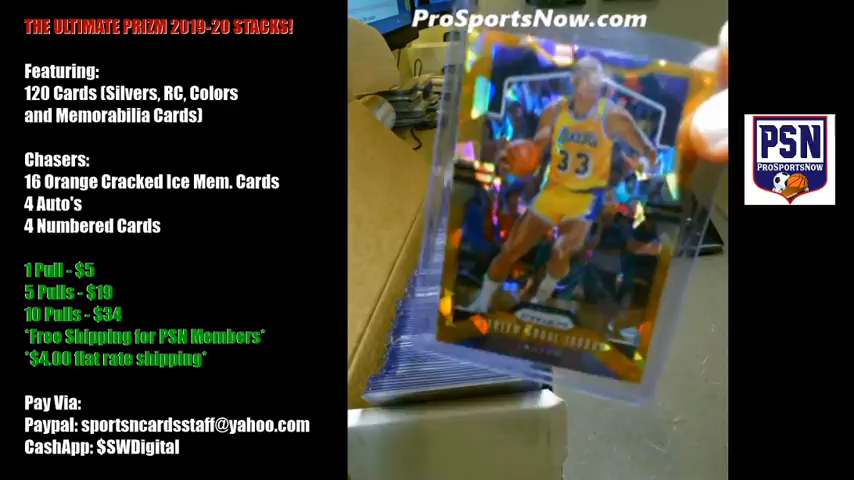 THE ULTIMATE PRIZM 2019-20 STACKS!
Featuring:
120 Cards (Silvers, RC, Colors
and Memorabilia Cards)
Chasers:
16 Orange Cracked Ice Mem. Cards
4 Auto's
4 Numbered Cards
1 Pull - $5
5 Pulls - $19
10 Pulls - $34
*Free Shipping for PSN Members*
*$4.00 flat rate shipping*
Pay Via:
Paypal: sportsncardsstaff@yahoo.com
CashApp: $SWDigital
ProSportsNow.com
LAKERS
33
PRIZM
KAREEM ABDUL-JABBAR
PSN
PROSPORTSNOW